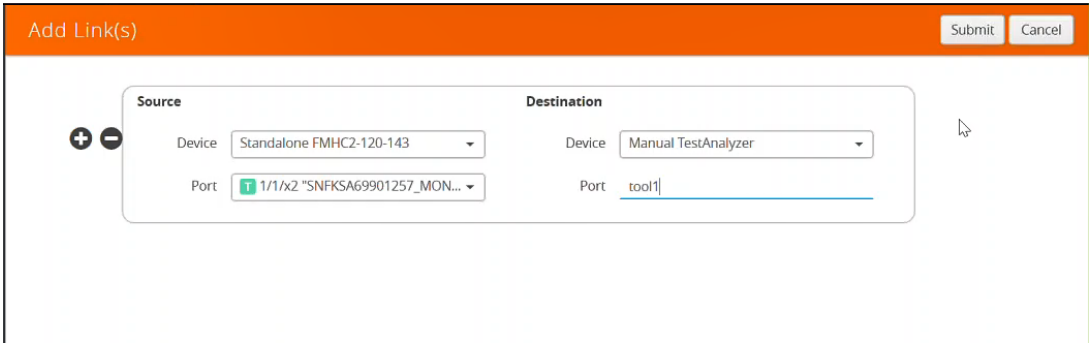 Add Link(s)
Submit
Cancel
Source
Destination
Device
Standalone FMHC2-120-143
Device
Manual TestAnalyzer
Port
T 1/1/x2 "SNFKSA69901257_MON...
Port
tool1